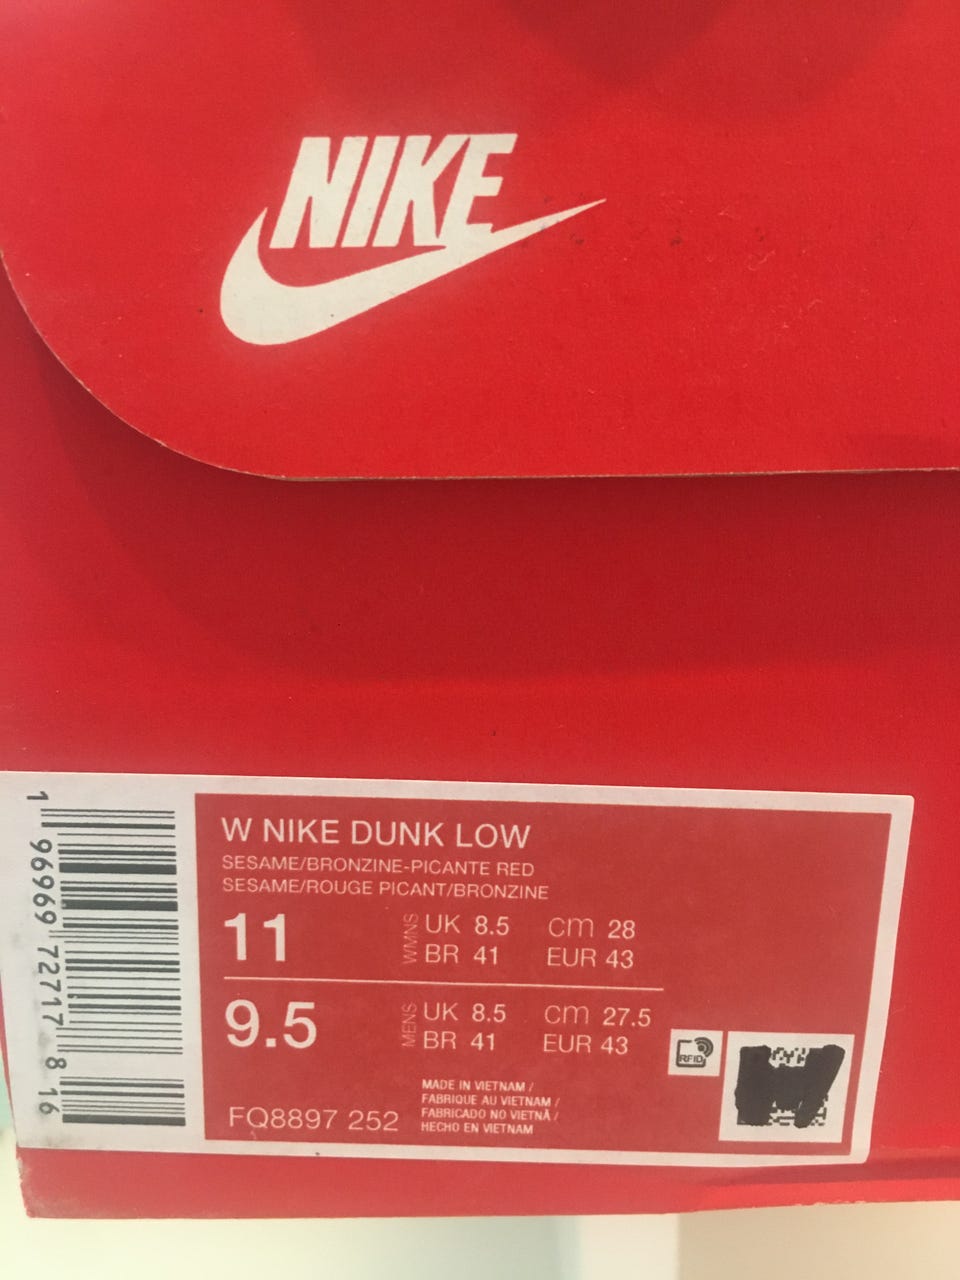 NIKE
W NIKE DUNK LOW
SESAME/BRONZINE-PICANTE RED
SESAME/ROUGE PICANT/BRONZINE
11 WMNS UK 8.5 cm 28
BR 41 EUR 43
9.5 MENS UK 8.5 cm 27.5
BR 41 EUR 43
RFID
FQ8897 252
MADE IN VIETNAM /
FABRIQUE AU VIETNAM /
FABRICADO NO VIETNÃ /
HECHO EN VIETNAM
1 96969 72717 8 16